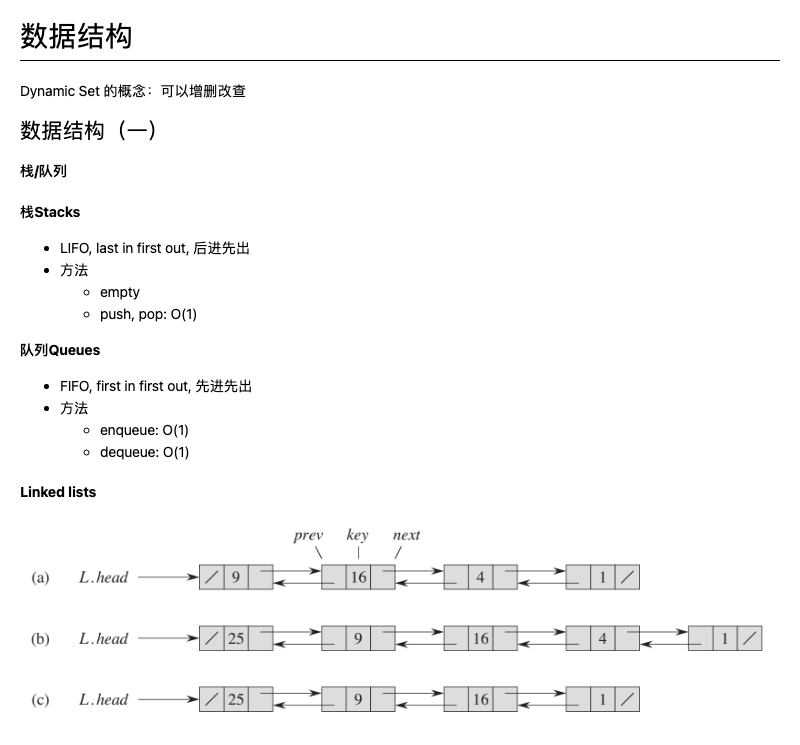 数据结构
Dynamic Set 的概念：可以增删改查
数据结构（一）
栈/队列
栈Stacks
LIFO, last in first out, 后进先出
方法
empty
push, pop: O(1)
队列Queues
FIFO, first in first out, 先进先出
方法
enqueue: O(1)
dequeue: O(1)
Linked lists
prev key next
(a) L.head 9 16 4 1
(b) L.head 25 9 16 4 1
(c) L.head 25 9 16 1